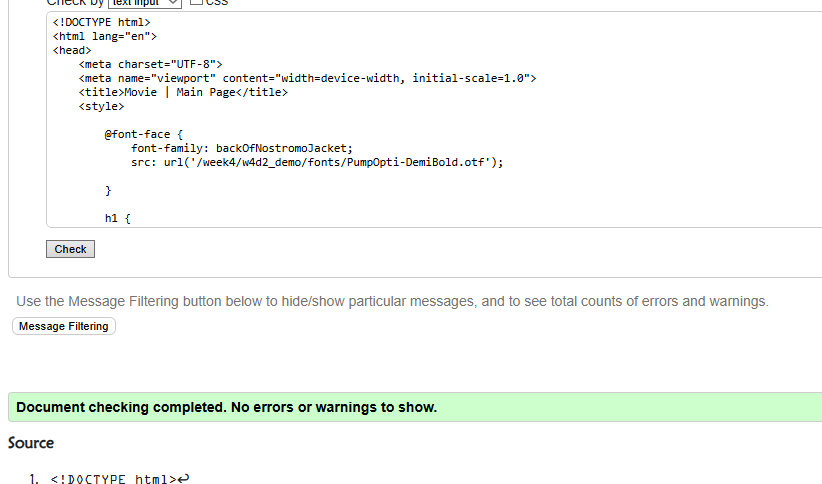 Check by text input CSS
<!DOCTYPE html>
<html lang="en">
<head>
    <meta charset="UTF-8">
    <meta name="viewport" content="width=device-width, initial-scale=1.0">
    <title>Movie | Main Page</title>
    <style>
        @font-face {
            font-family: backOfNostromoJacket;
            src: url('/week4/w4d2_demo/fonts/PumpOpti-DemiBold.otf');
        }
        h1 {
Check
Use the Message Filtering button below to hide/show particular messages, and to see total counts of errors and warnings.
Message Filtering
Document checking completed. No errors or warnings to show.
Source
1. <!DOCTYPE html>↩